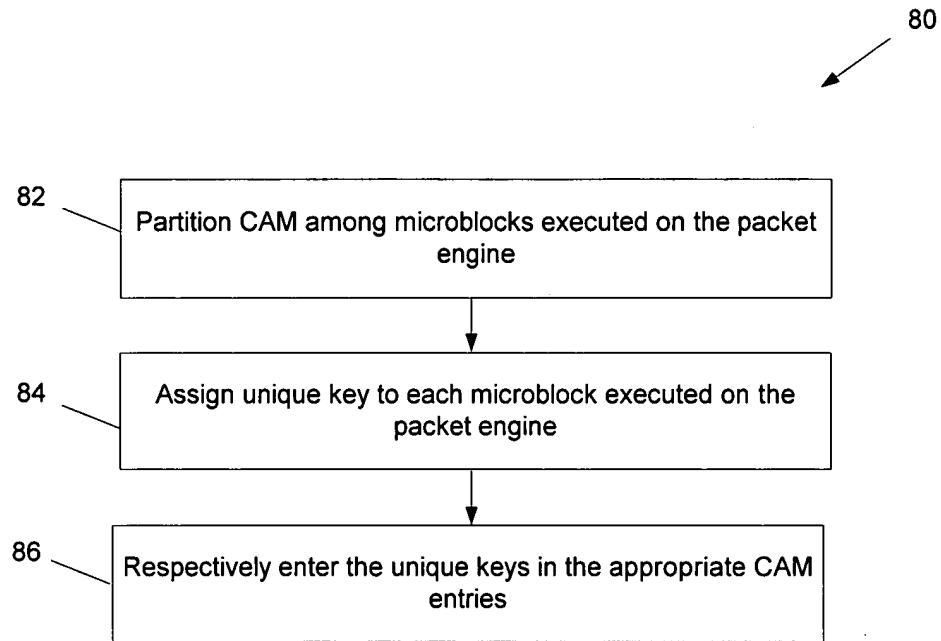 80
82
Partition CAM among microblocks executed on the packet
engine
84
Assign unique key to each microblock executed on the
packet engine
86
Respectively enter the unique keys in the appropriate CAM
entries